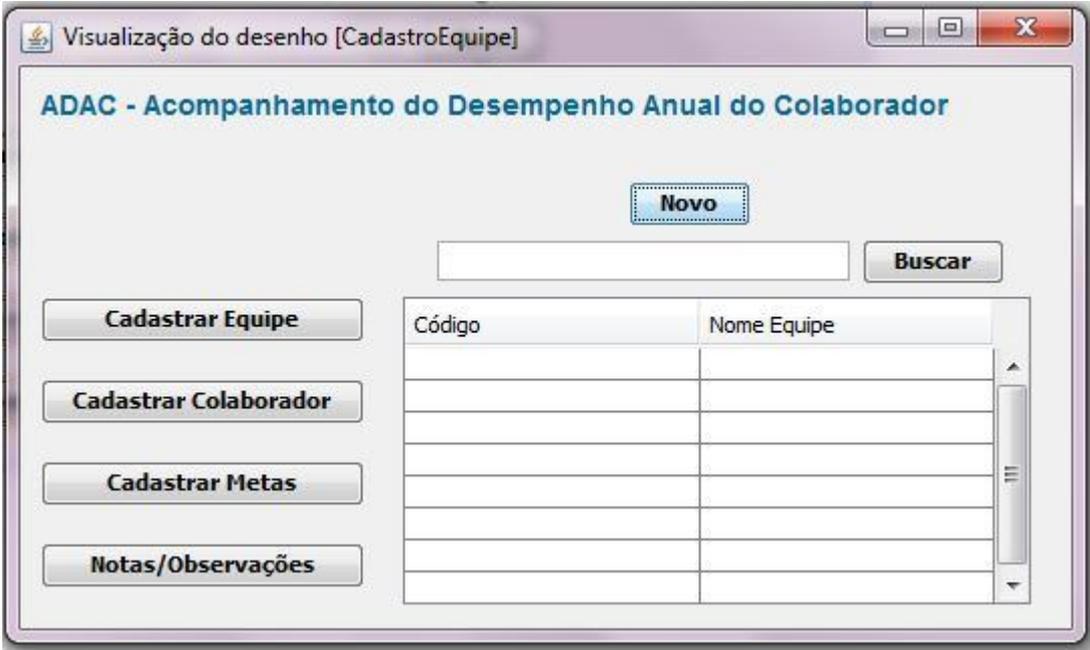 Visualização do desenho [CadastroEquipe]
ADAC - Acompanhamento do Desempenho Anual do Colaborador
Novo
Buscar
Cadastrar Equipe
Código Nome Equipe
Cadastrar Colaborador
Cadastrar Metas
Notas/Observações